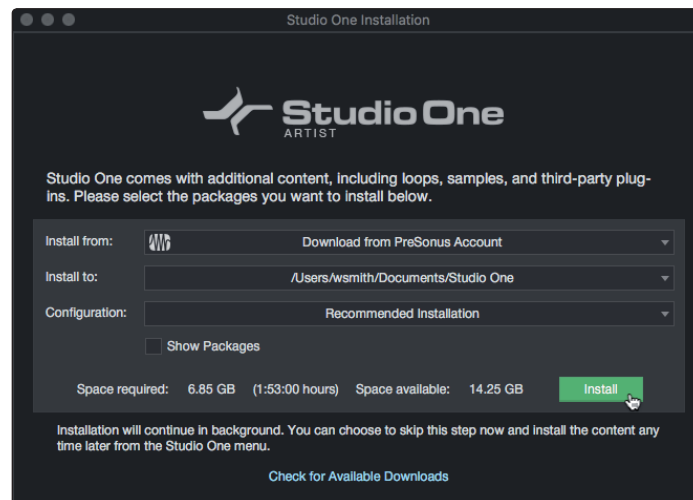 Studio One Installation
Studio One
ARTIST
Studio One comes with additional content, including loops, samples, and third-party plug-
ins. Please select the packages you want to install below.
Install from: Download from PreSonus Account
Install to: /Users/wsmith/Documents/Studio One
Configuration: Recommended Installation
Show Packages
Space required: 6.85 GB (1:53:00 hours) Space available: 14.25 GB Install
Installation will continue in background. You can choose to skip this step now and install the content any
time later from the Studio One menu.
Check for Available Downloads